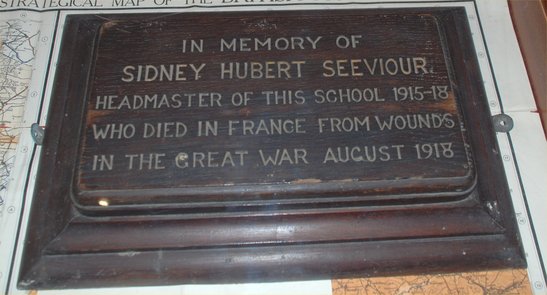 STRATEGICAL MAP OF THE
IN MEMORY OF
SIDNEY HUBERT SEEVIOUR.
HEADMASTER OF THIS SCHOOL 1915-18
WHO DIED IN FRANCE FROM WOUNDS
IN THE GREAT WAR AUGUST 1918